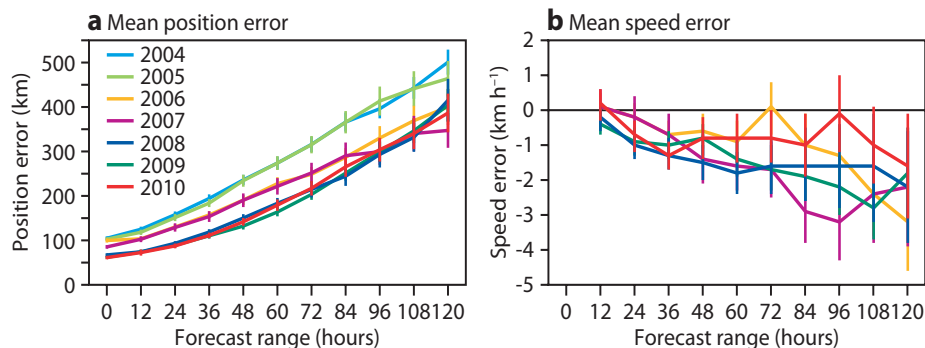 a Mean position error
b Mean speed error
Position error (km)
500
400
300
200
100
0
2004
2005
2006
2007
2008
2009
2010
0 12 24 36 48 60 72 84 96 108 120
Forecast range (hours)
Speed error (km h⁻¹)
2
1
0
-1
-2
-3
-4
-5
0 12 24 36 48 60 72 84 96 108 120
Forecast range (hours)